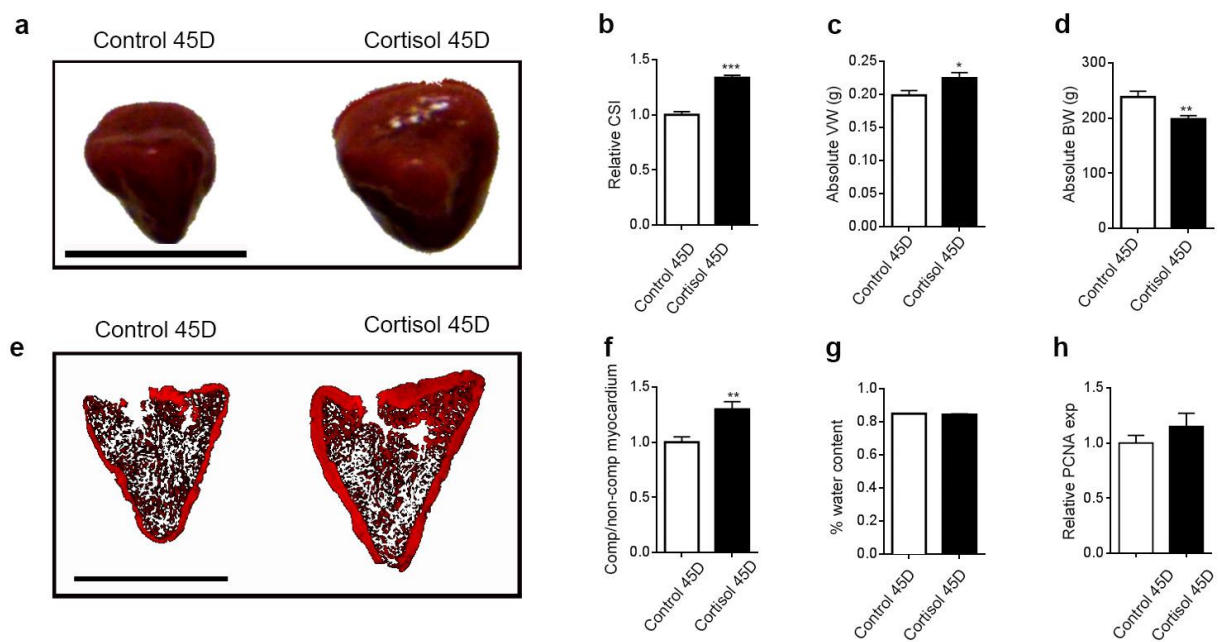 a
Control 45D
Cortisol 45D
b
Relative CSI
1.5
1.0
0.5
0.0
***
Control 45D
Cortisol 45D
c
Absolute VW (g)
0.25
0.20
0.15
0.10
0.05
0.00
*
Control 45D
Cortisol 45D
d
Absolute BW (g)
300
200
100
0
**
Control 45D
Cortisol 45D
e
Control 45D
Cortisol 45D
f
Comp/non-comp myocardium
1.5
1.0
1.5
0.0
**
Control 45D
Cortisol 45D
g
% water content
1.0
0.8
0.6
0.4
0.2
0.0
Control 45D
Cortisol 45D
h
Relative PCNA exp
1.5
1.0
1.5
0.0
Control 45D
Cortisol 45D